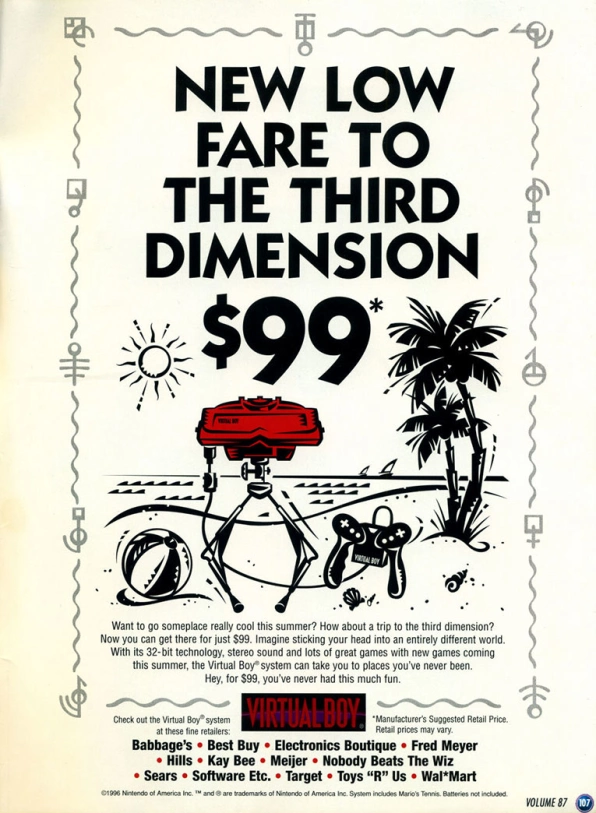 NEW LOW
FARE TO
THE THIRD
DIMENSION
$99*
VIRTUAL BOY
VIRTUAL BOY
Want to go someplace really cool this summer? How about a trip to the third dimension?
Now you can get there for just $99. Imagine sticking your head into an entirely different world.
With its 32-bit technology, stereo sound and lots of great games with new games coming
this summer, the Virtual Boy® system can take you to places you've never been.
Hey, for $99, you've never had this much fun.
Check out the Virtual Boy® system
at these fine retailers:
VIRTUAL BOY®
*Manufacturer's Suggested Retail Price.
Retail prices may vary.
Babbage's • Best Buy • Electronics Boutique • Fred Meyer
• Hills • Kay Bee • Meijer • Nobody Beats The Wiz
• Sears • Software Etc. • Target • Toys "R" Us • Wal*Mart
©1996 Nintendo of America Inc. ™ and ® are trademarks of Nintendo of America Inc. System includes Mario's Tennis. Batteries not included.
VOLUME 87 107